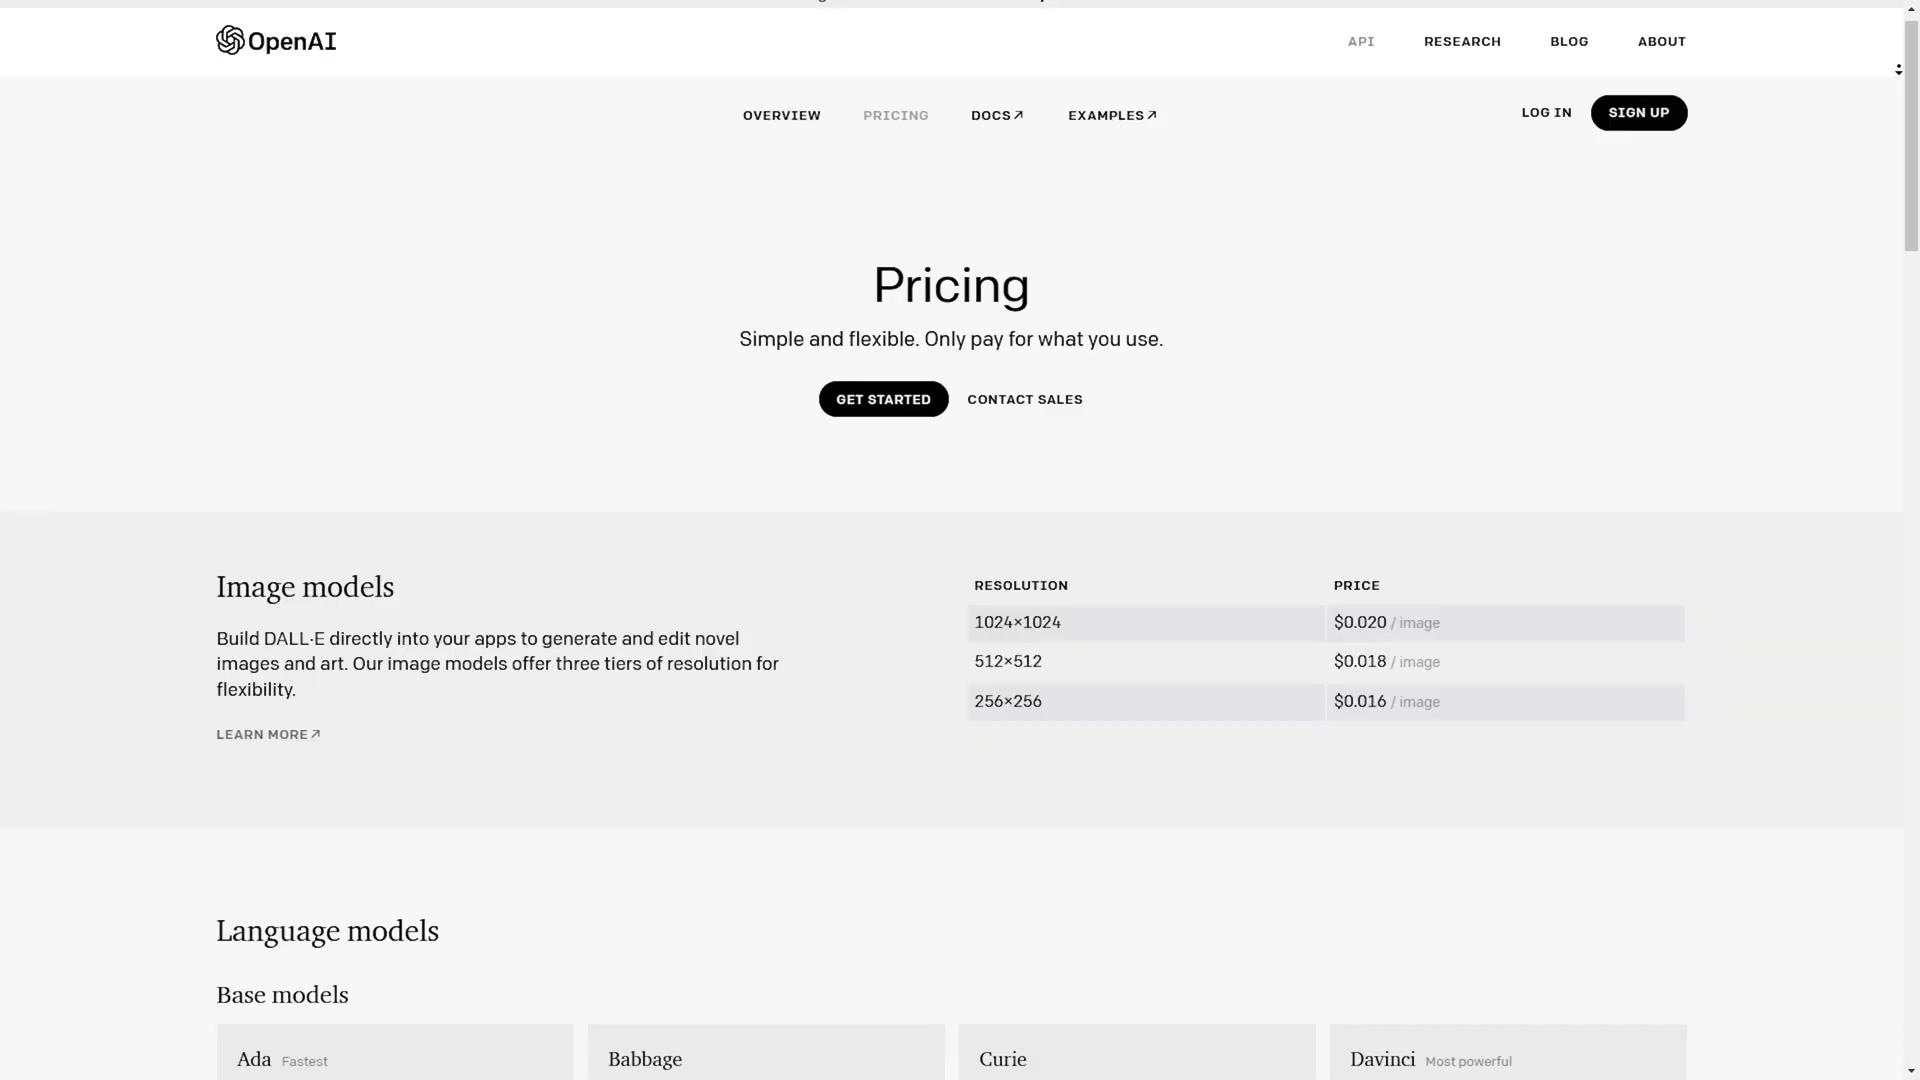 OpenAI
API RESEARCH BLOG ABOUT
OVERVIEW PRICING DOCS↗ EXAMPLES↗ LOG IN SIGN UP
Pricing
Simple and flexible. Only pay for what you use.
GET STARTED CONTACT SALES
Image models
Build DALL·E directly into your apps to generate and edit novel
images and art. Our image models offer three tiers of resolution for
flexibility.
LEARN MORE↗
RESOLUTION PRICE
1024×1024 $0.020 / image
512×512 $0.018 / image
256×256 $0.016 / image
Language models
Base models
Ada Fastest
Babbage
Curie
Davinci Most powerful